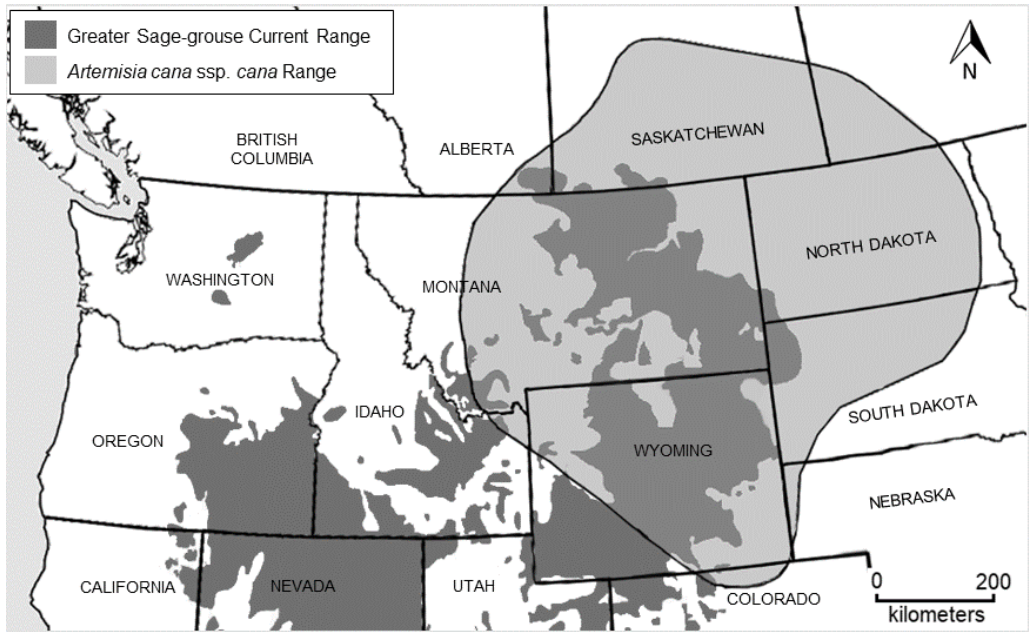 Greater Sage-grouse Current Range
Artemisia cana ssp. cana Range
N
BRITISH
COLUMBIA
ALBERTA
SASKATCHEWAN
WASHINGTON
MONTANA
NORTH DAKOTA
OREGON
IDAHO
WYOMING
SOUTH DAKOTA
NEBRASKA
CALIFORNIA
NEVADA
UTAH
COLORADO
0 200
kilometers